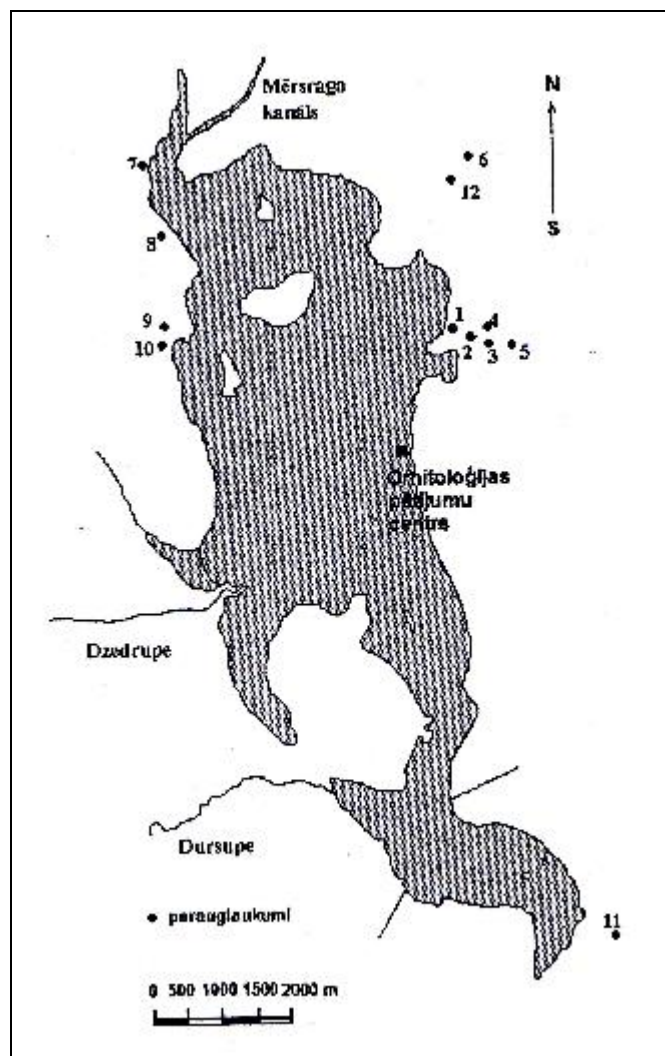 Mērsraga
kanāls
N
S
7
6
12
8
9
10
1
4
2
3
5
Ornitoloģijas
pētījumu
centrs
Dzedrupe
Dursupe
11
parauglaukumi
0 500 1000 1500 2000 m